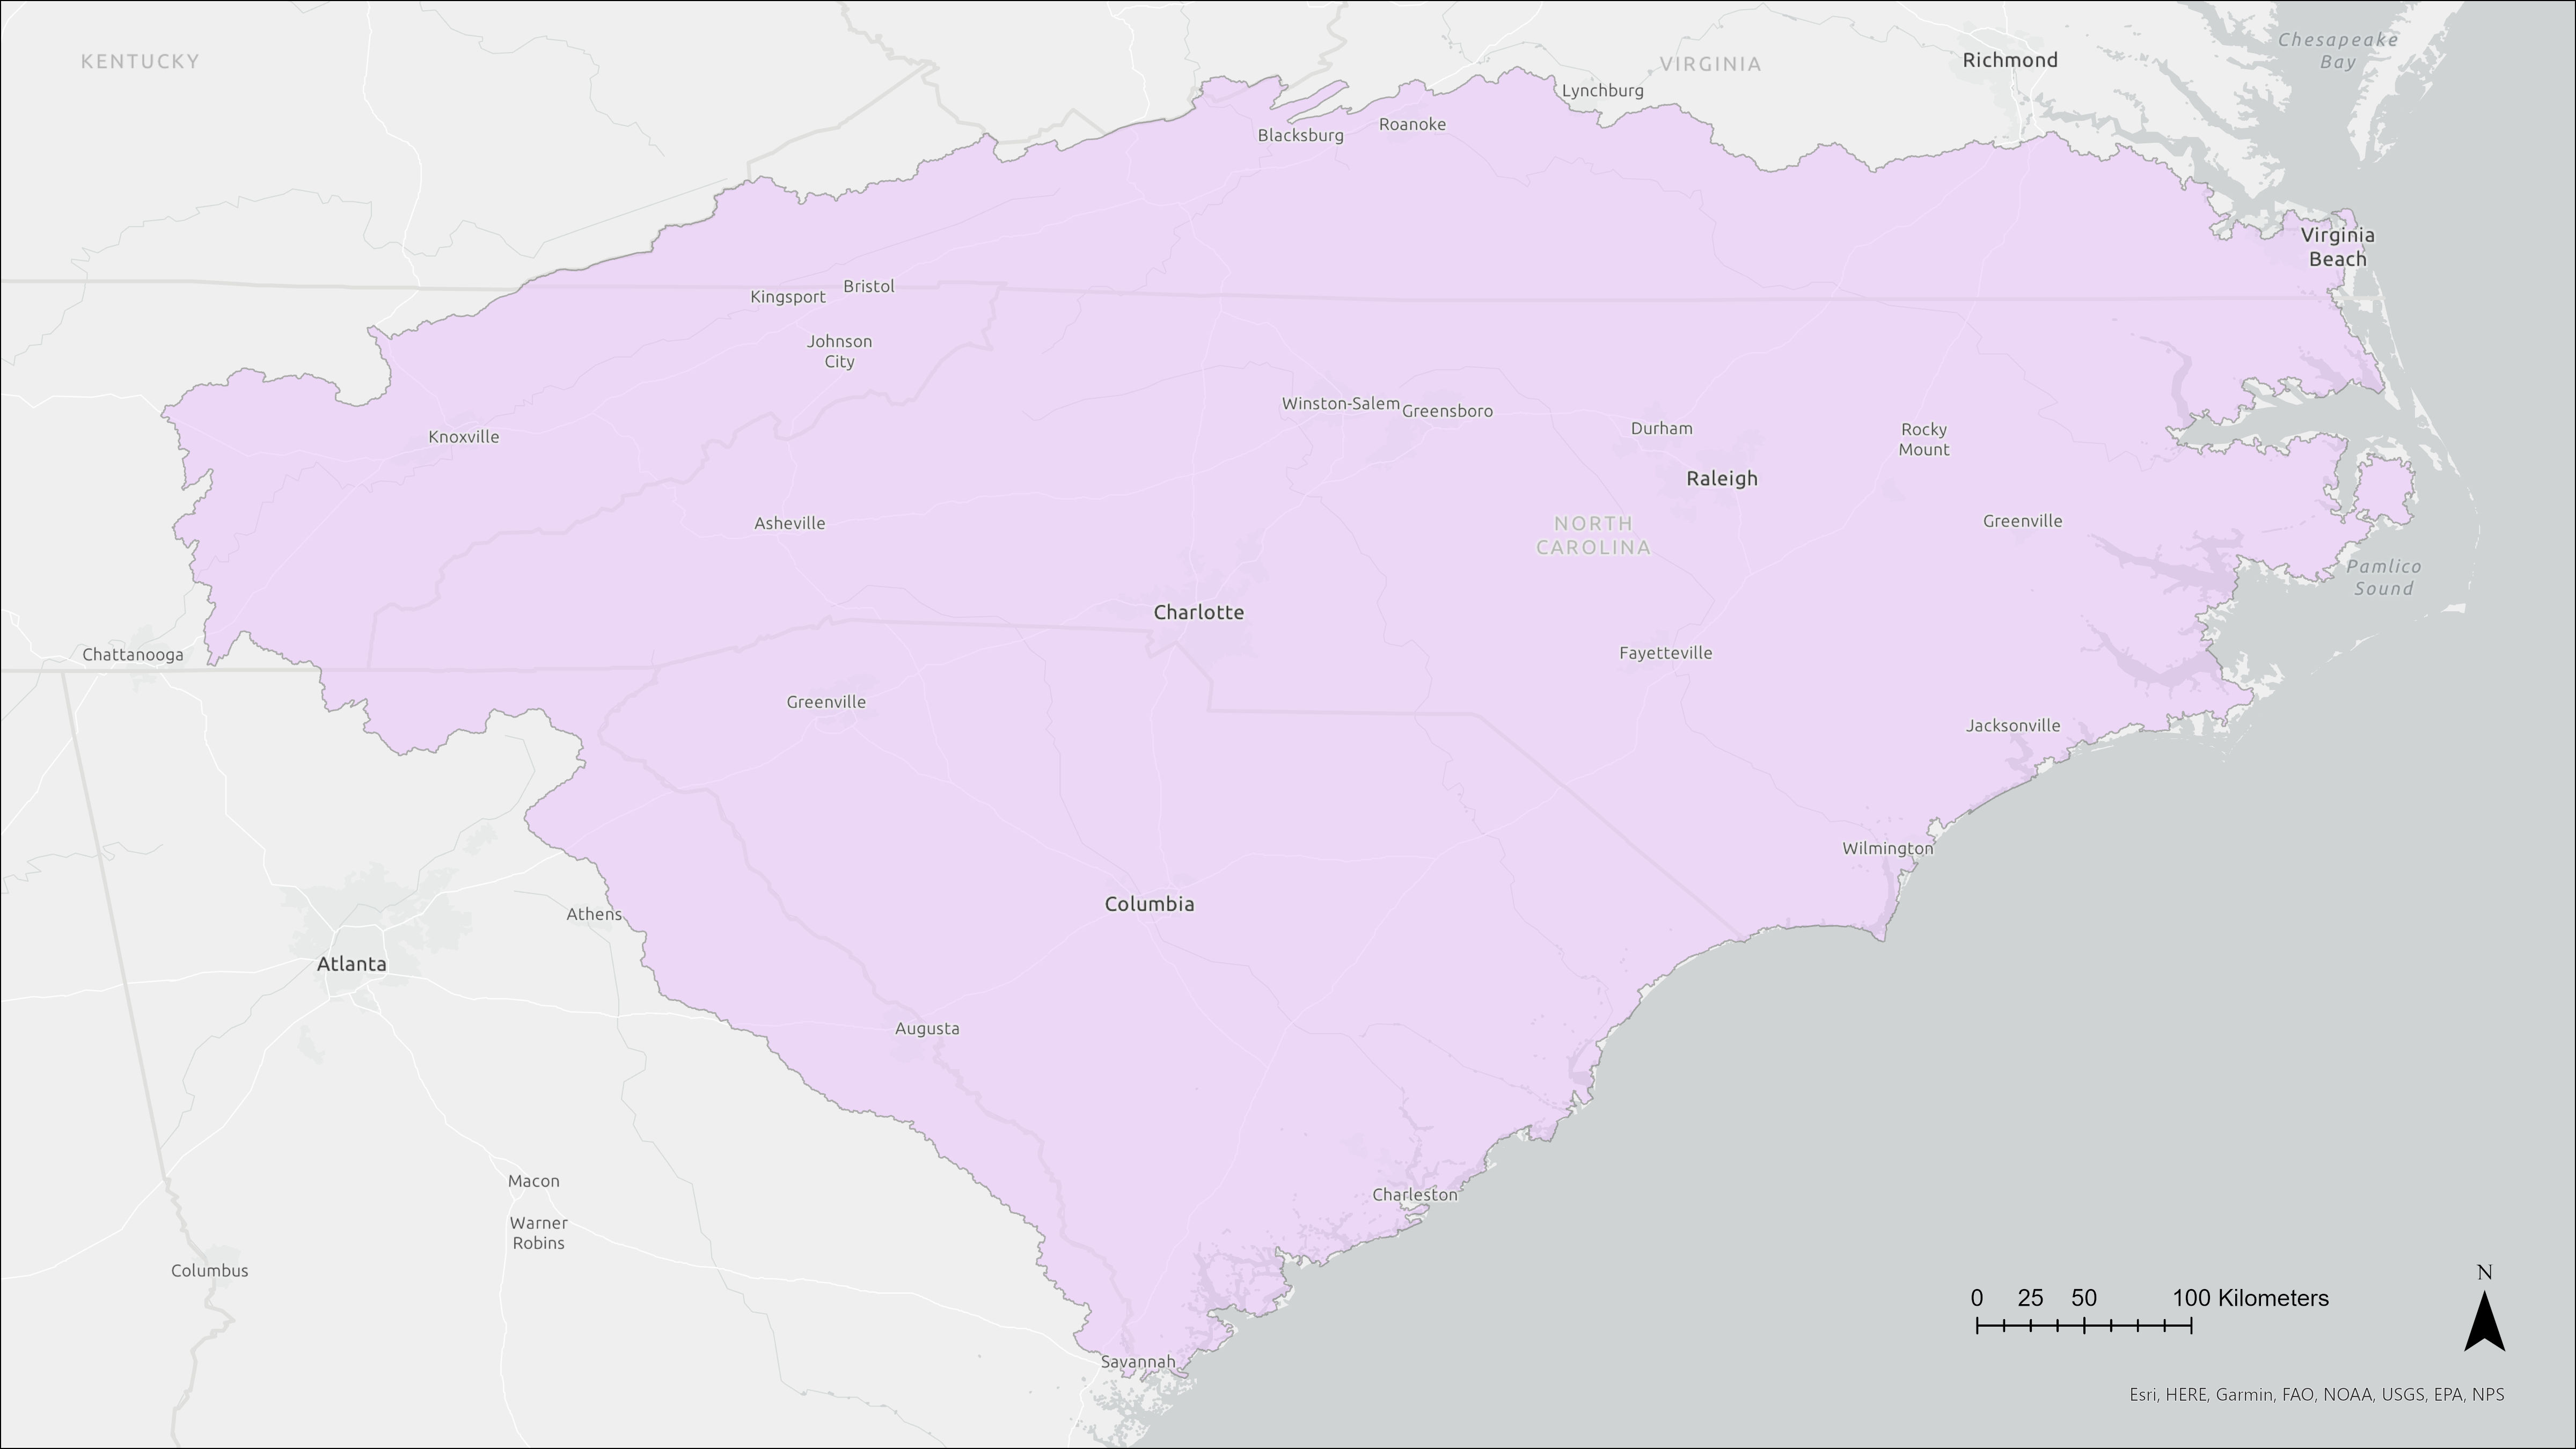 KENTUCKY
VIRGINIA
Richmond
Chesapeake
Bay
Lynchburg
Roanoke
Blacksburg
Virginia
Beach
Bristol
Kingsport
Johnson
City
Winston-Salem
Greensboro
Durham
Rocky
Mount
Knoxville
Raleigh
Asheville
NORTH
CAROLINA
Greenville
Pamlico
Sound
Charlotte
Chattanooga
Fayetteville
Greenville
Jacksonville
Wilmington
Columbia
Athens
Atlanta
Augusta
Macon
Charleston
Warner
Robins
Columbus
Savannah
N
0 25 50 100 Kilometers
Esri, HERE, Garmin, FAO, NOAA, USGS, EPA, NPS